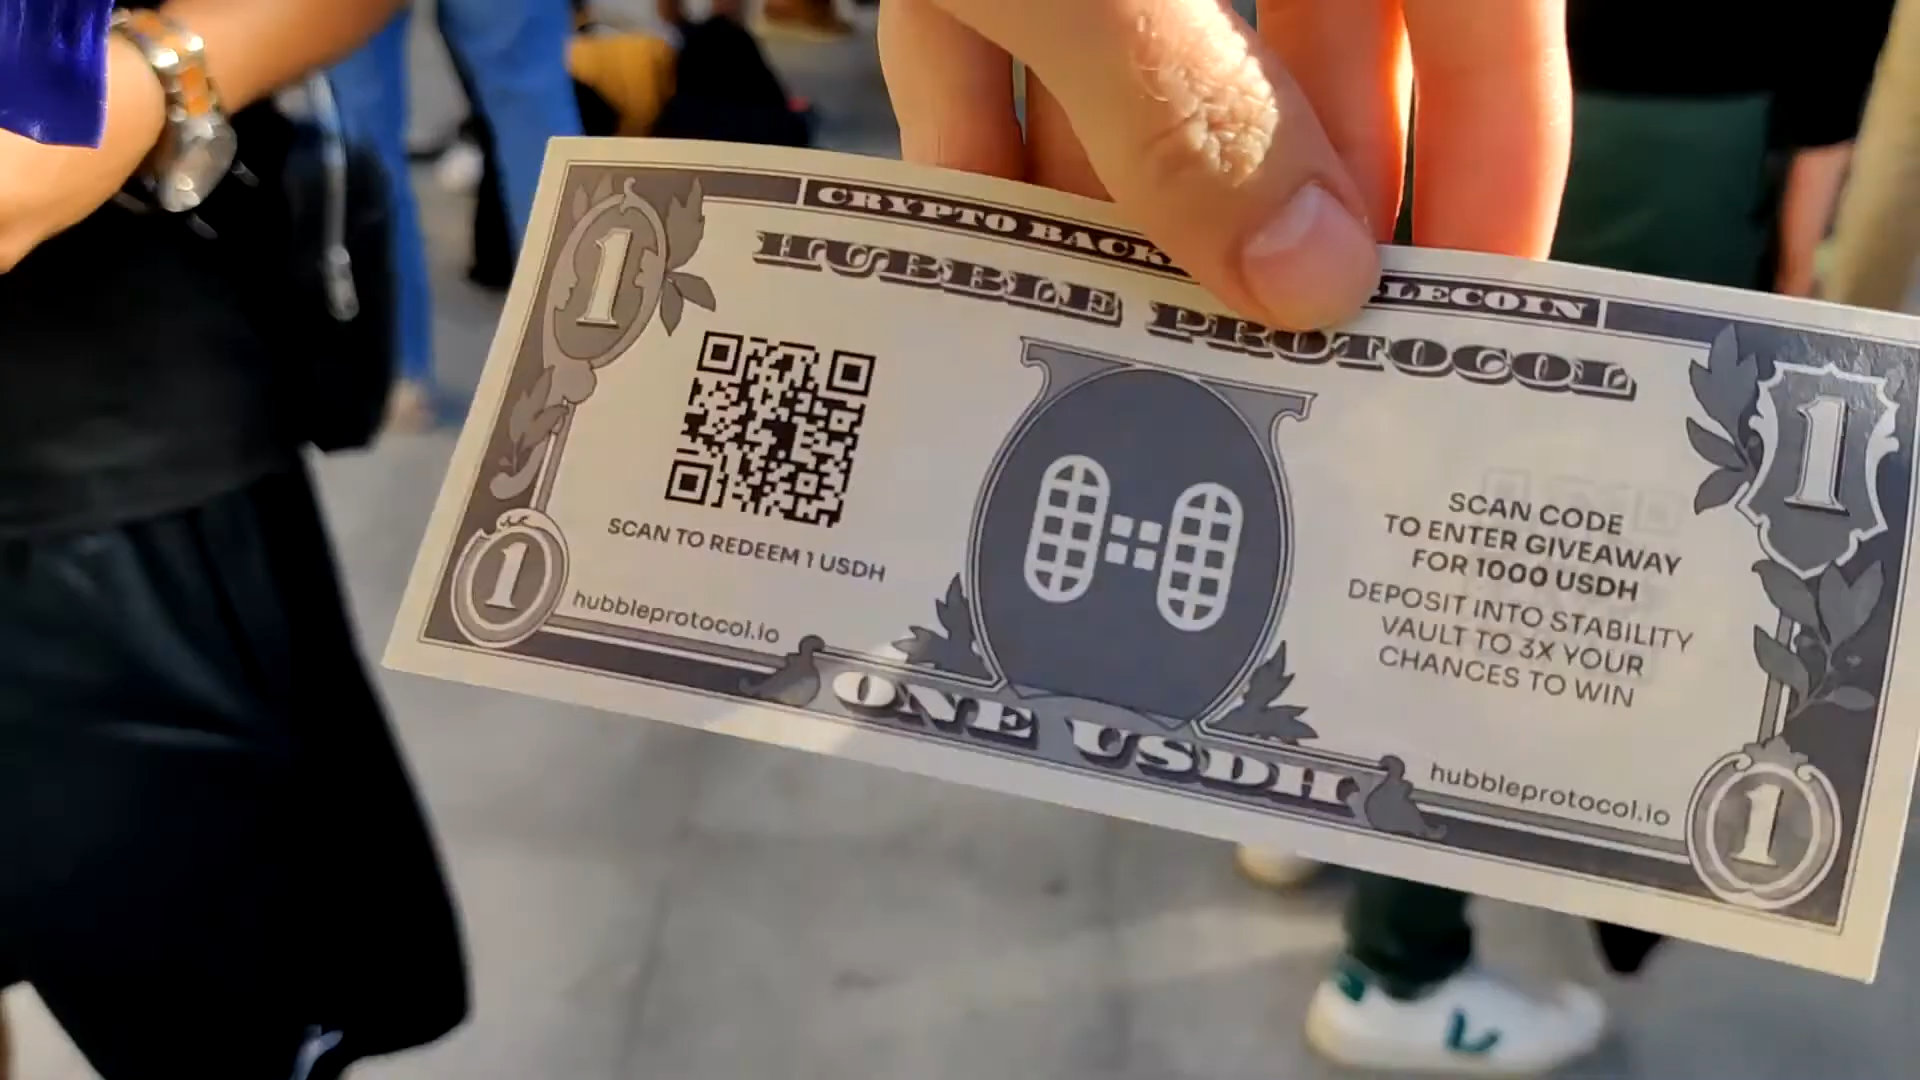 CRYPTO BACK LECOIN
HUBBLE PROTOCOL
1
1
SCAN TO REDEEM 1 USDH
SCAN CODE
TO ENTER GIVEAWAY
FOR 1000 USDH
DEPOSIT INTO STABILITY
VAULT TO 3X YOUR
CHANCES TO WIN
1
hubbleprotocol.io
ONE USDH
hubbleprotocol.io
1